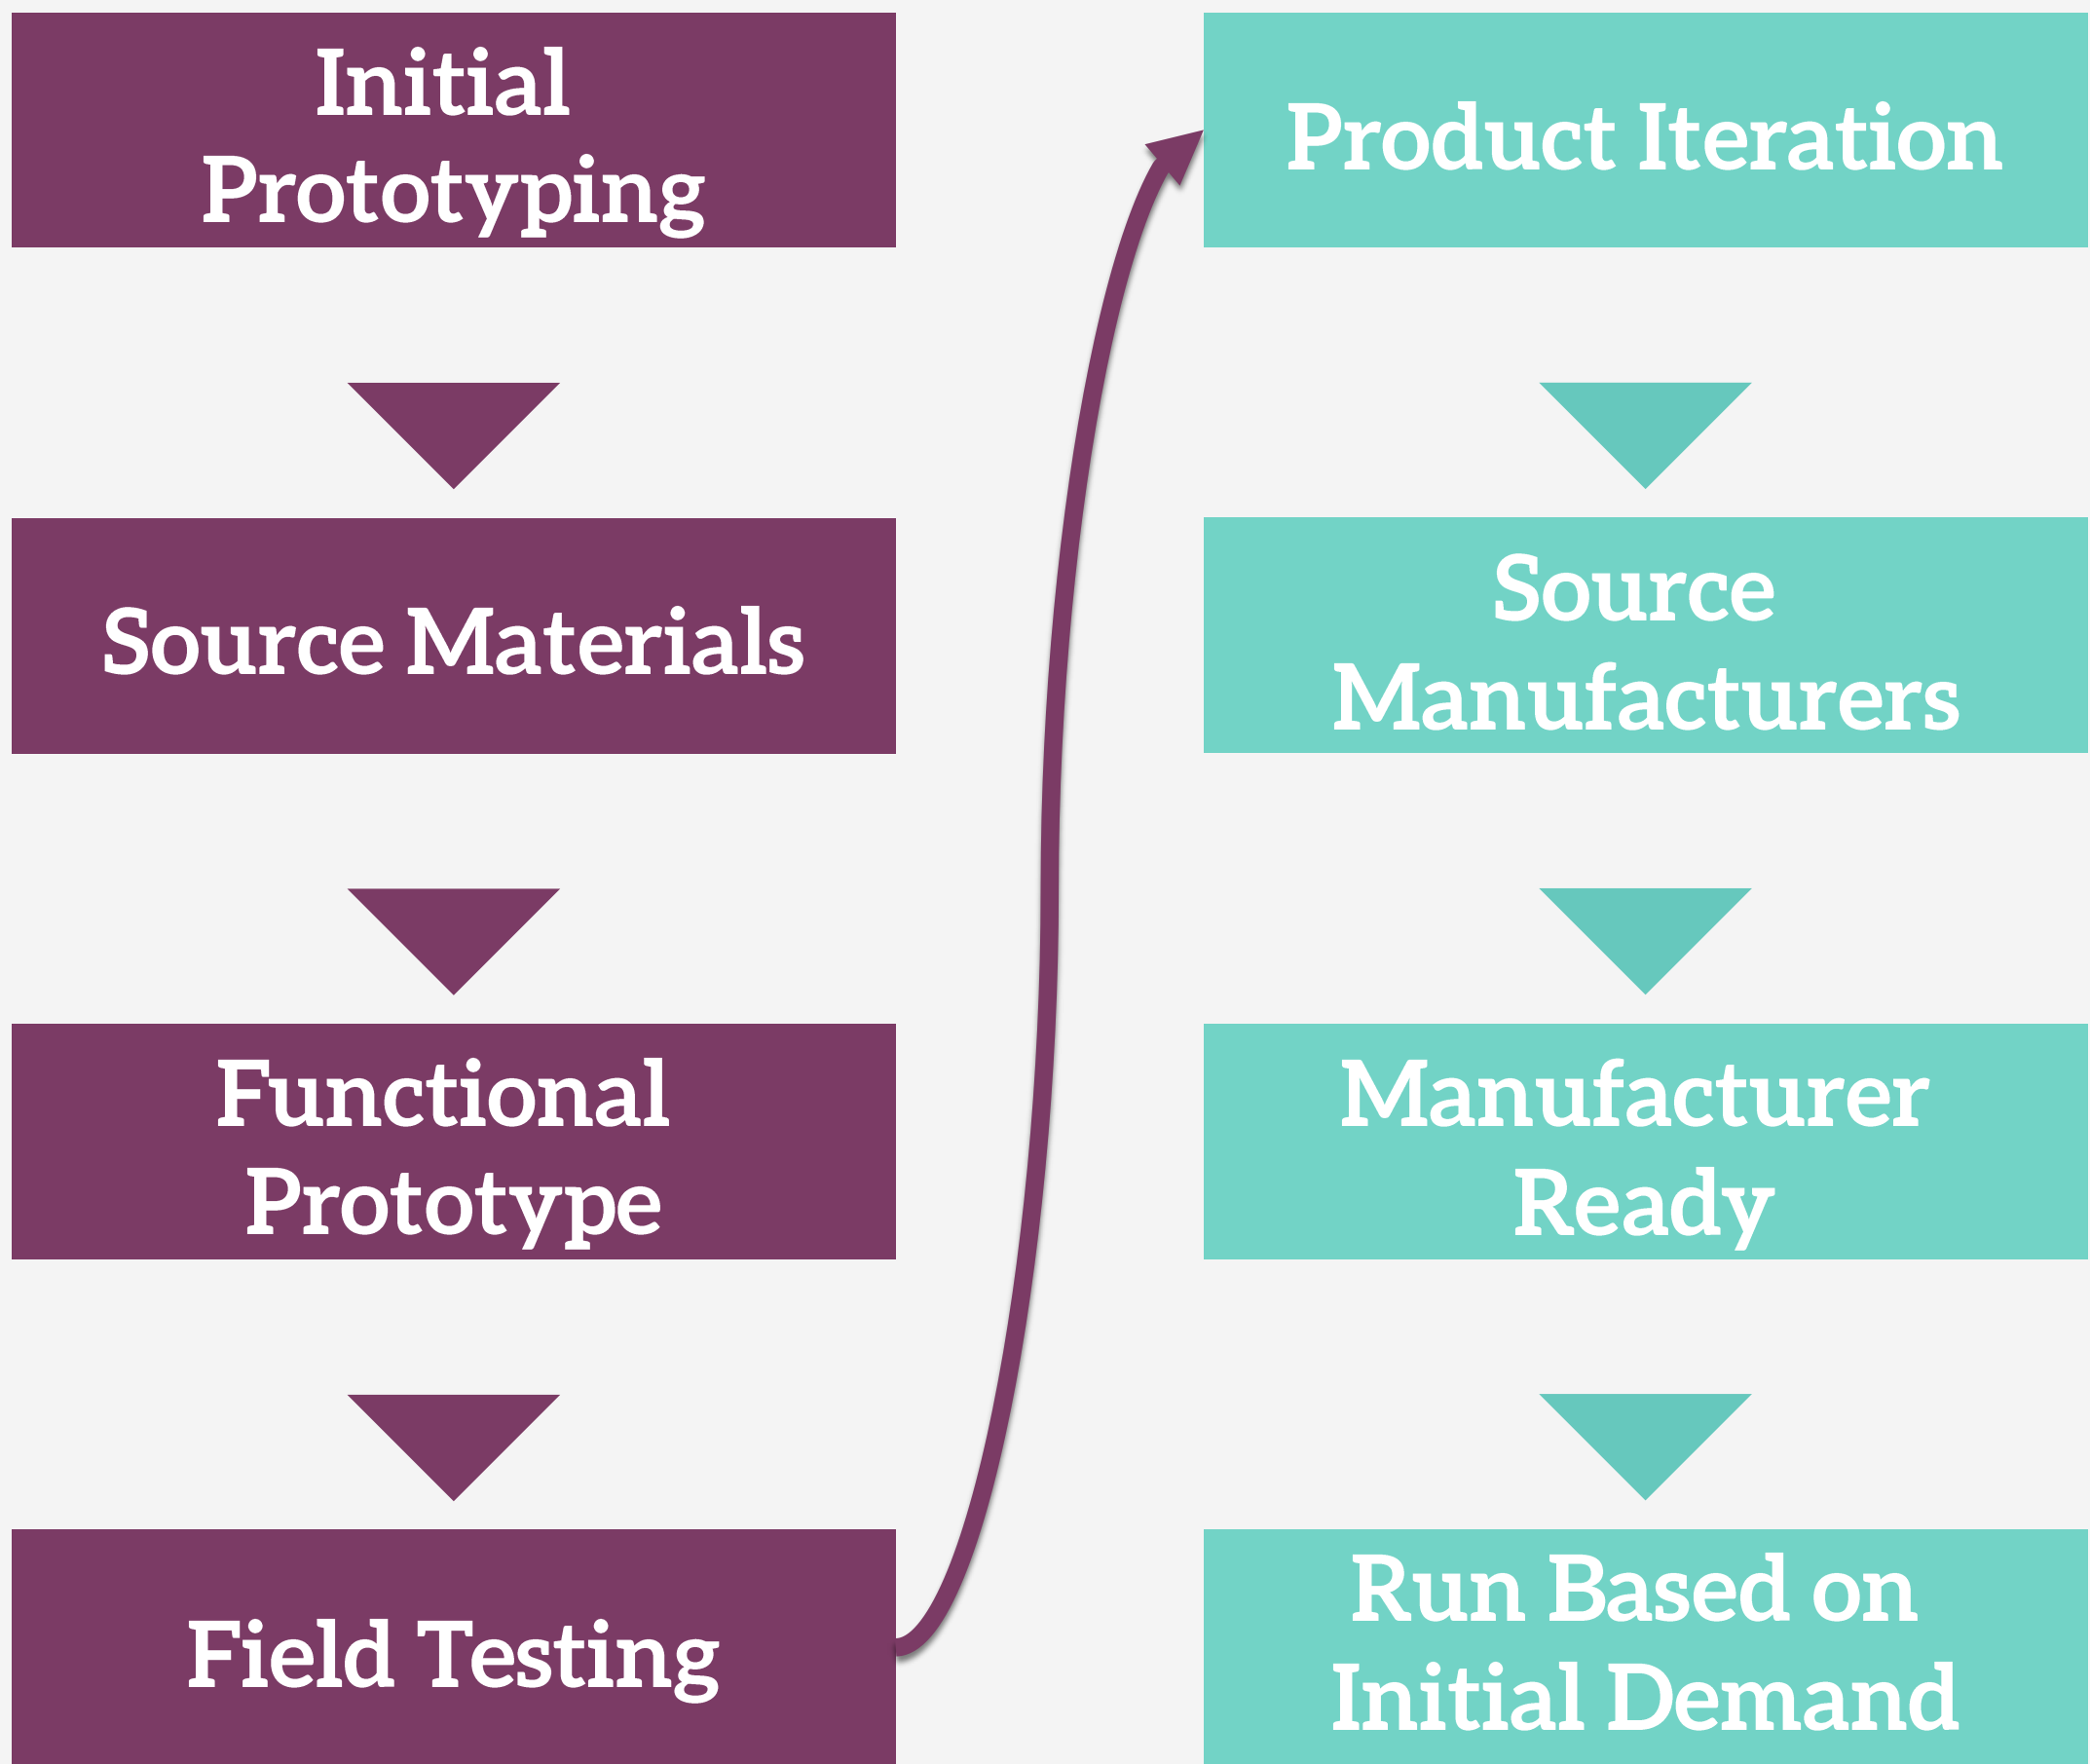 Initial
Prototyping
Source Materials
Functional
Prototype
Field Testing
Product Iteration
Source
Manufacturers
Manufacturer
Ready
Run Based on
Initial Demand